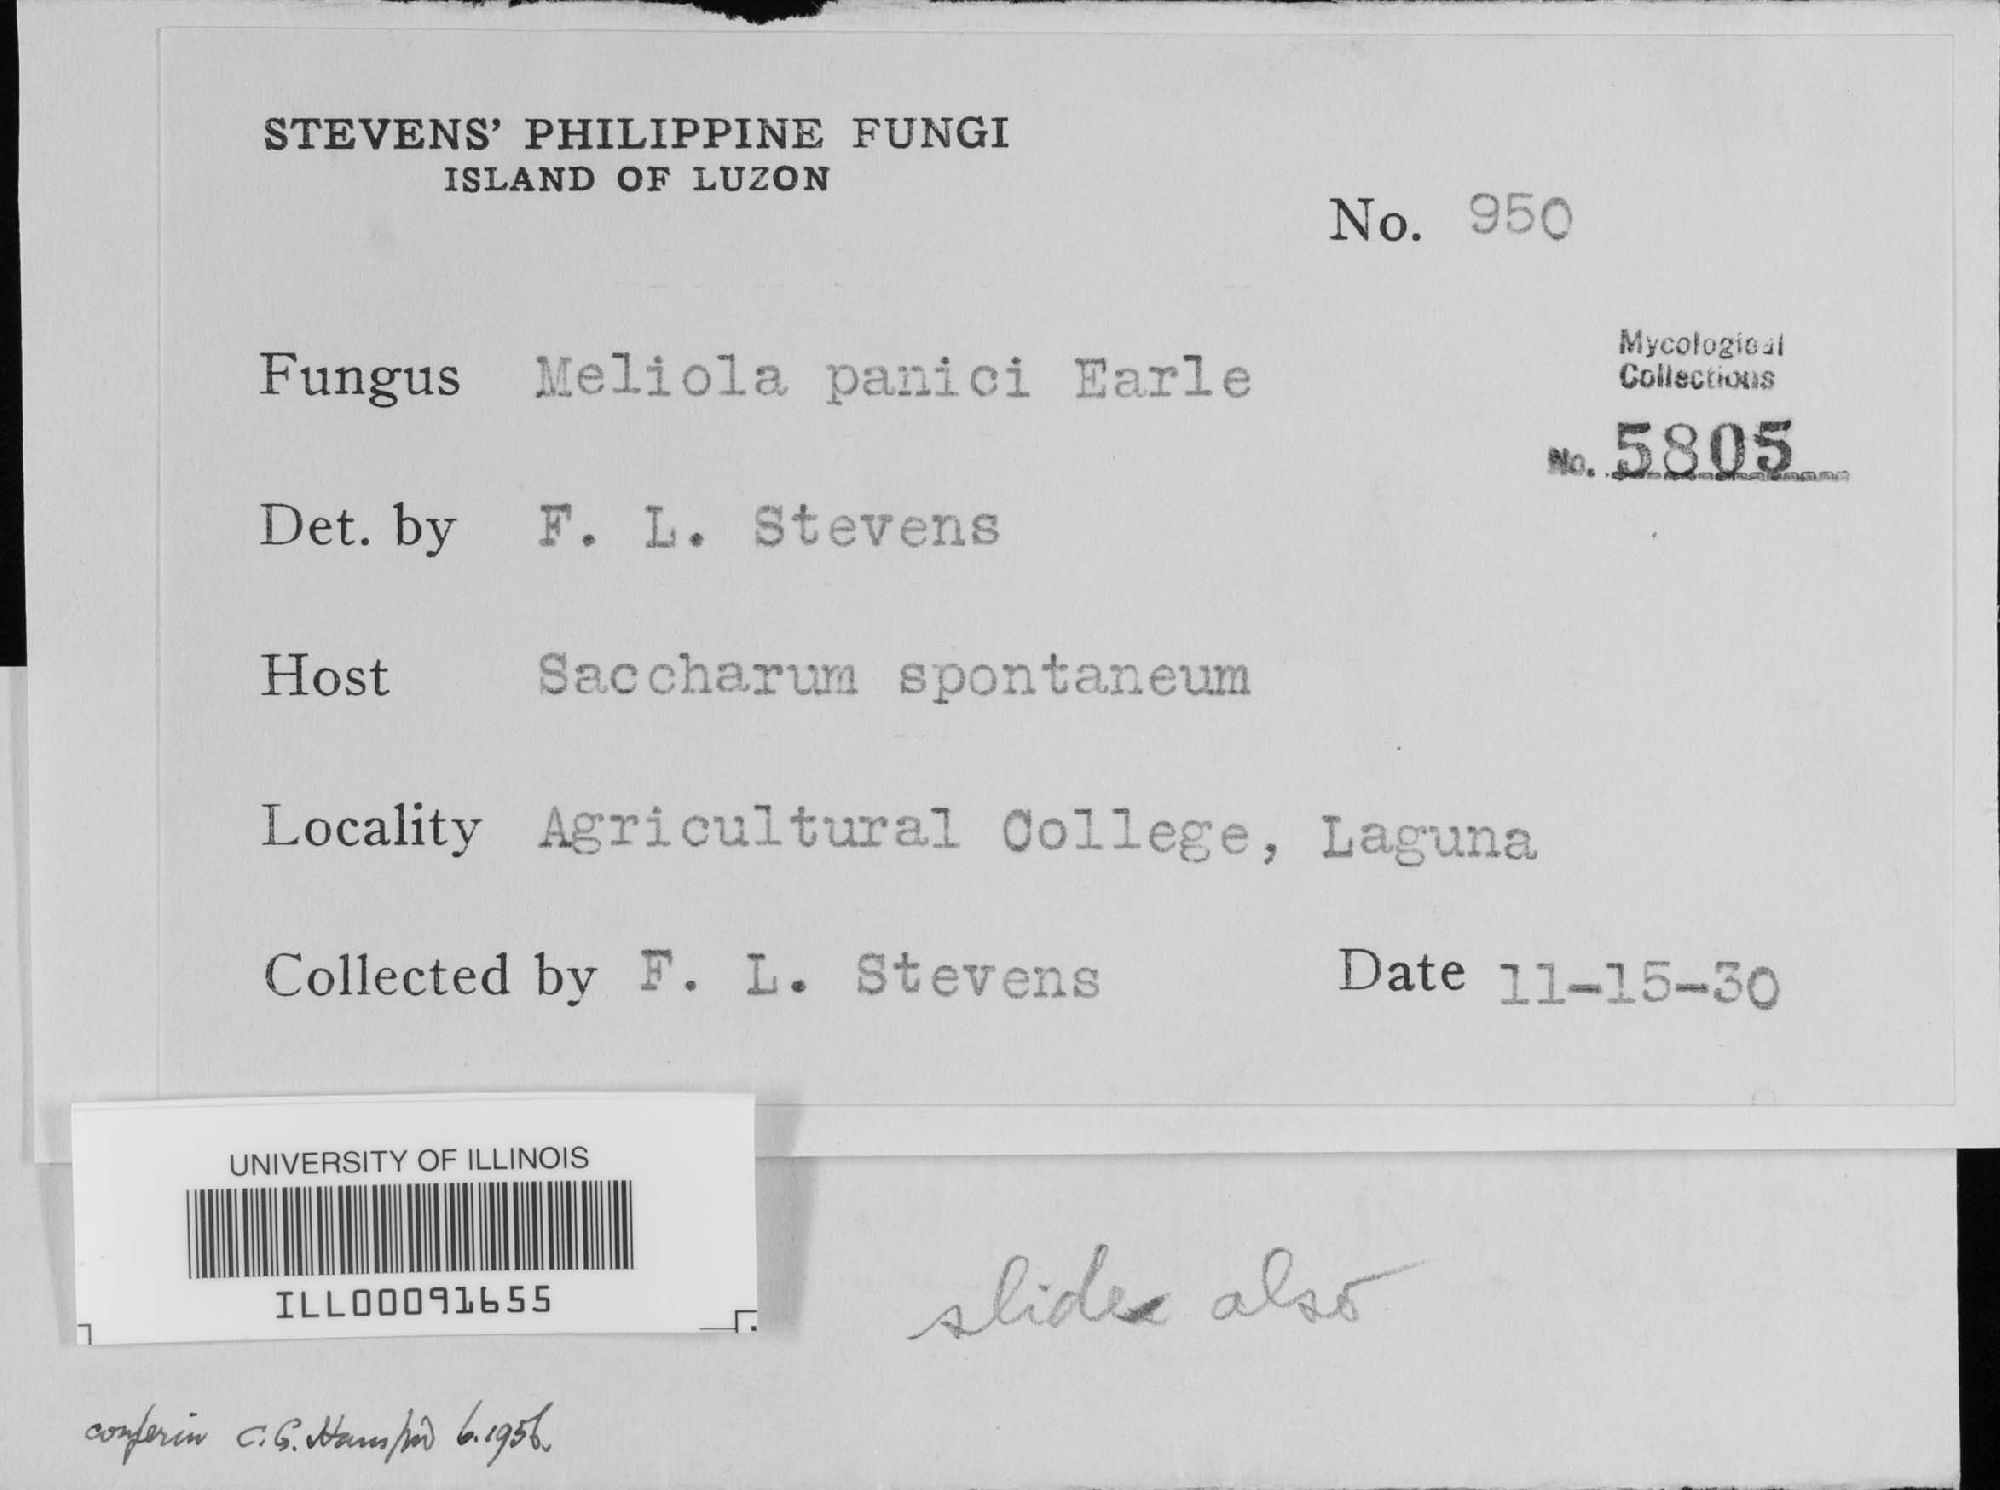 STEVENS' PHILIPPINE FUNGI
ISLAND OF LUZON
No. 950
Fungus Meliola panici Earle
Mycological
Collections
No. 5805
Det. by F. L. Stevens
Host Saccharum spontaneum
Locality Agricultural College, Laguna
Collected by F. L. Stevens Date 11-15-30
UNIVERSITY OF ILLINOIS
ILL00091655
slide also
C. G. Hansford 6.1956.